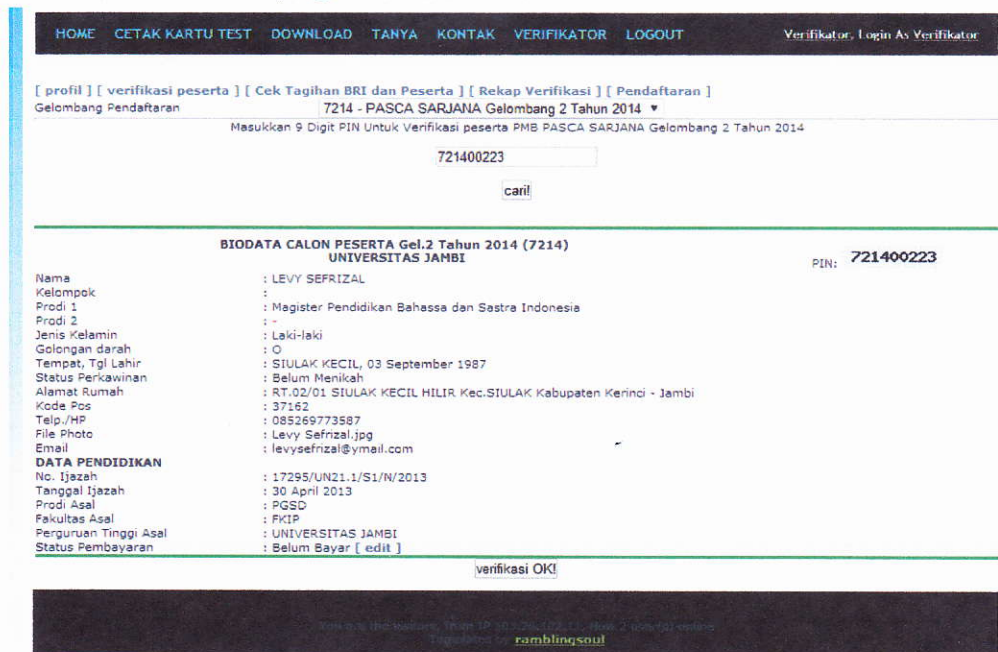 HOME CETAK KARTU TEST DOWNLOAD TANYA KONTAK VERIFIKATOR LOGOUT Verifikator, Login As Verifikator
[ profil ] [ verifikasi peserta ] [ Cek Tagihan BRI dan Peserta ] [ Rekap Verifikasi ] [ Pendaftaran ]
Gelombang Pendaftaran 7214 - PASCA SARJANA Gelombang 2 Tahun 2014
Masukkan 9 Digit PIN Untuk Verifikasi peserta PMB PASCA SARJANA Gelombang 2 Tahun 2014
721400223
cari!
BIODATA CALON PESERTA Gel.2 Tahun 2014 (7214)
UNIVERSITAS JAMBI
PIN: 721400223
Nama : LEVY SEFRIZAL
Kelompok :
Prodi 1 : Magister Pendidikan Bahassa dan Sastra Indonesia
Prodi 2 : -
Jenis Kelamin : Laki-laki
Golongan darah : O
Tempat, Tgl Lahir : SIULAK KECIL, 03 September 1987
Status Perkawinan : Belum Menikah
Alamat Rumah : RT.02/01 SIULAK KECIL HILIR Kec.SIULAK Kabupaten Kerinci - Jambi
Kode Pos : 37162
Telp./HP : 085269773587
File Photo : Levy Sefrizal.jpg
Email : levysefrizal@ymail.com
DATA PENDIDIKAN
No. Ijazah : 17295/UN21.1/S1/N/2013
Tanggal Ijazah : 30 April 2013
Prodi Asal : PGSD
Fakultas Asal : FKIP
Perguruan Tinggi Asal : UNIVERSITAS JAMBI
Status Pembayaran : Belum Bayar [ edit ]
verifikasi OK!
ramblingsoul